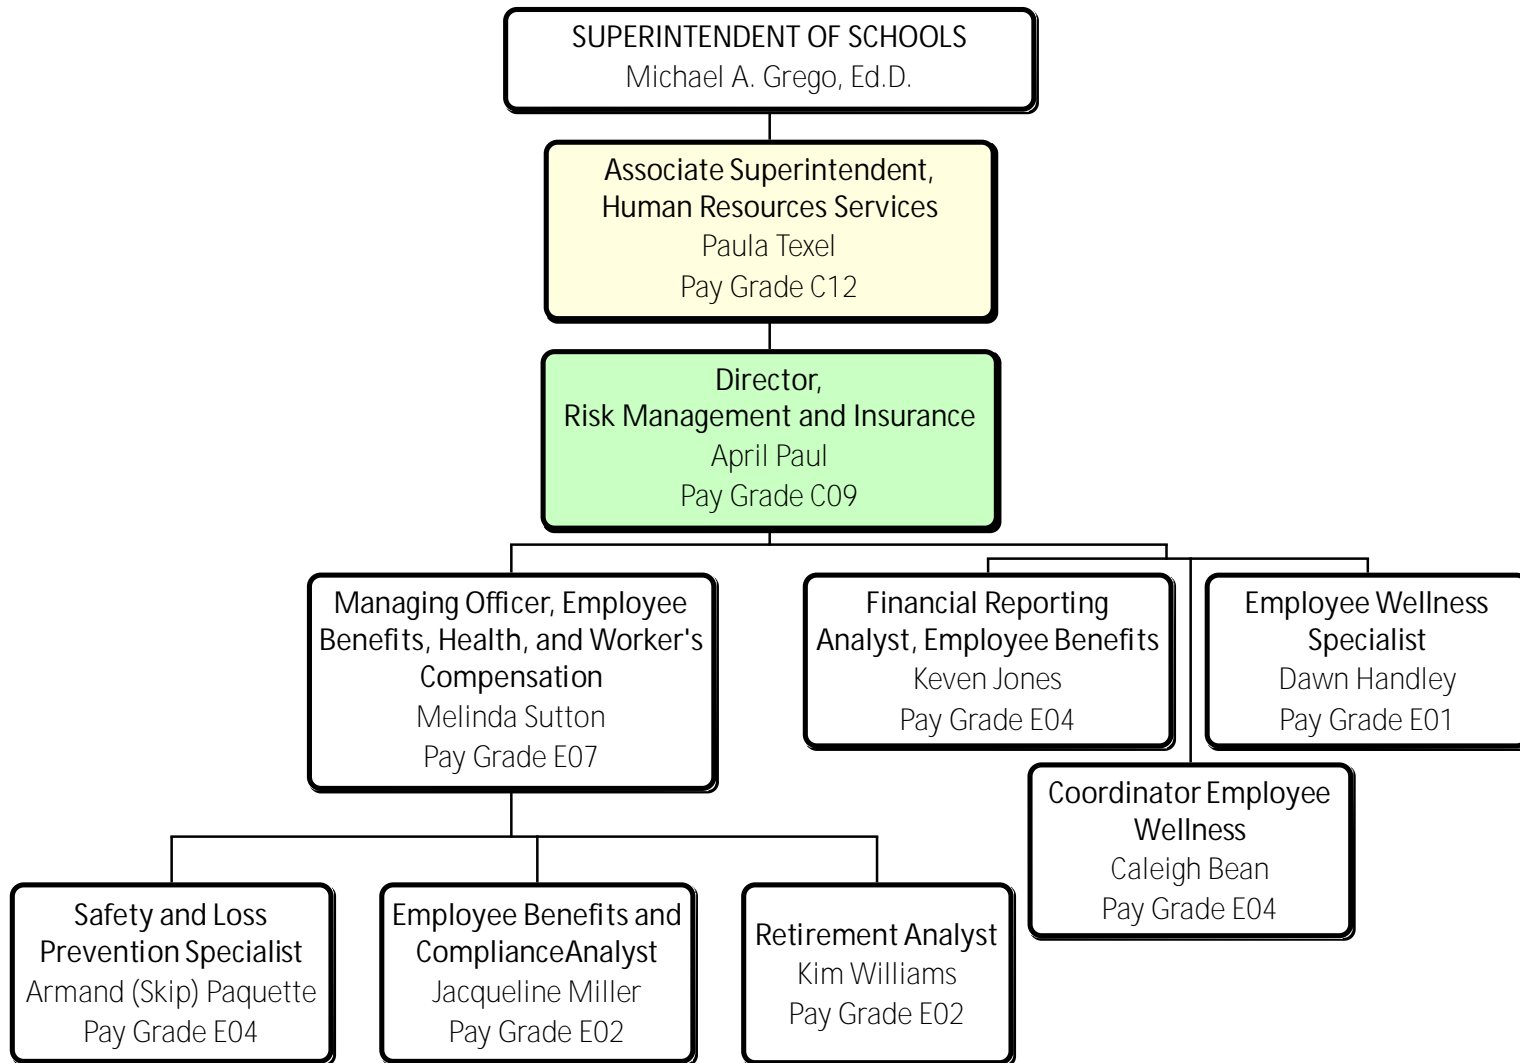 SUPERINTENDENT OF SCHOOLS
Michael A. Grego, Ed.D.
Associate Superintendent,
Human Resources Services
Paula Texel
Pay Grade C12
Director,
Risk Management and Insurance
April Paul
Pay Grade C09
Managing Officer, Employee
Benefits, Health, and Worker's
Compensation
Melinda Sutton
Pay Grade E07
Financial Reporting
Analyst, Employee Benefits
Keven Jones
Pay Grade E04
Employee Wellness
Specialist
Dawn Handley
Pay Grade E01
Coordinator Employee
Wellness
Caleigh Bean
Pay Grade E04
Safety and Loss
Prevention Specialist
Armand (Skip) Paquette
Pay Grade E04
Employee Benefits and
ComplianceAnalyst
Jacqueline Miller
Pay Grade E02
Retirement Analyst
Kim Williams
Pay Grade E02